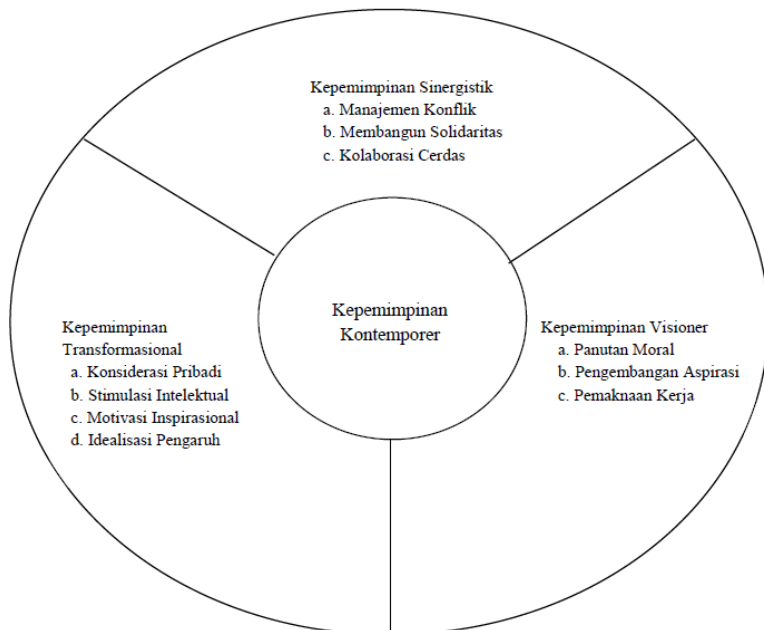 Kepemimpinan Sinergistik
a. Manajemen Konflik
b. Membangun Solidaritas
c. Kolaborasi Cerdas
Kepemimpinan
Kontemporer
Kepemimpinan
Transformasional
a. Konsiderasi Pribadi
b. Stimulasi Intelektual
c. Motivasi Inspirasional
d. Idealisasi Pengaruh
Kepemimpinan Visioner
a. Panutan Moral
b. Pengembangan Aspirasi
c. Pemaknaan Kerja